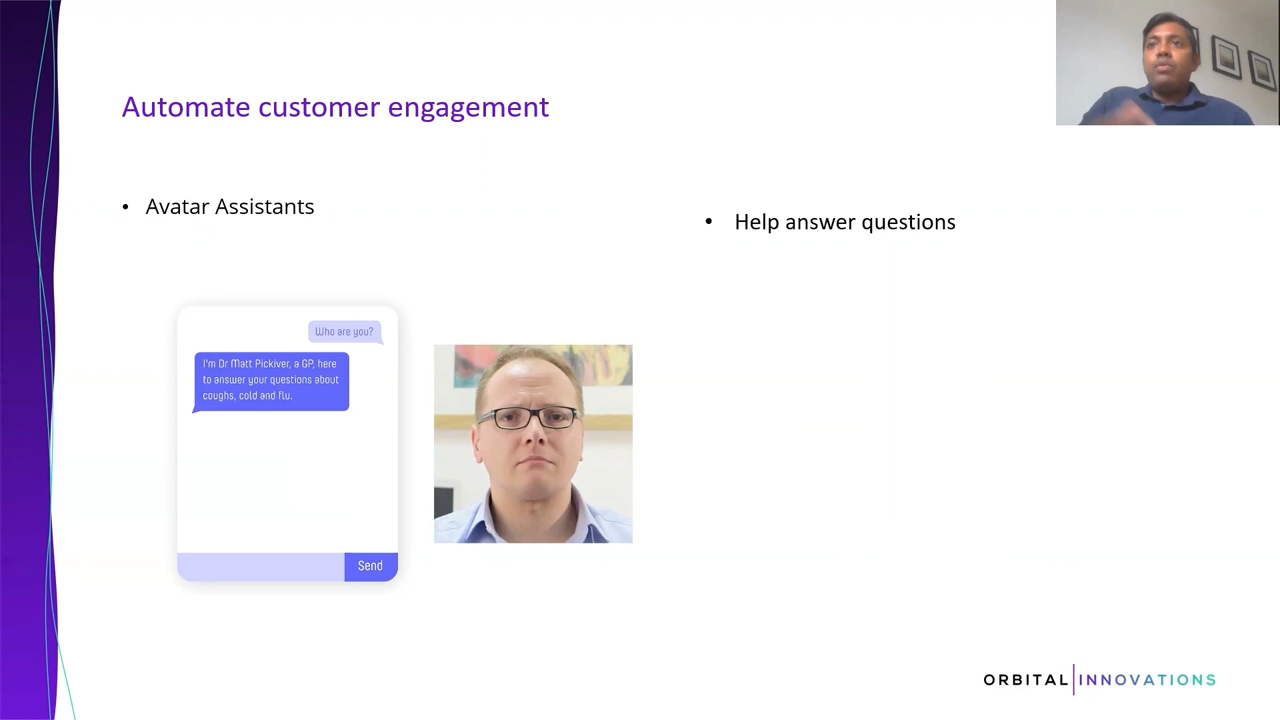 Automate customer engagement
• Avatar Assistants
• Help answer questions
Who are you?
I'm Dr Matt Pickiver, a GP, here
to answer your questions about
coughs, cold and flu.
Send
ORBITAL|INNOVATIONS